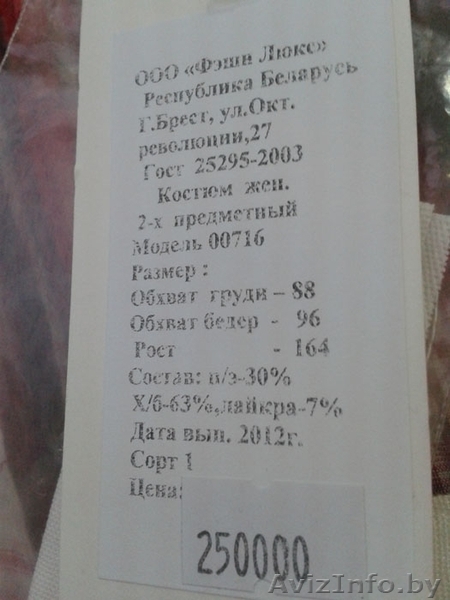 ООО «Фэшн Люкс»
Республика Беларусь
Г.Брест, ул.Окт.
революции,27
Гост 25295-2003
Костюм жен.
2-х предметный
Модель 00716
Размер :
Обхват груди – 88
Обхват бедер - 96
Рост - 164
Состав: п/э-30%
Х/б-63%,лайкра-7%
Дата вып. 2012г.
Сорт 1
Цена:
250000
AvizInfo.by